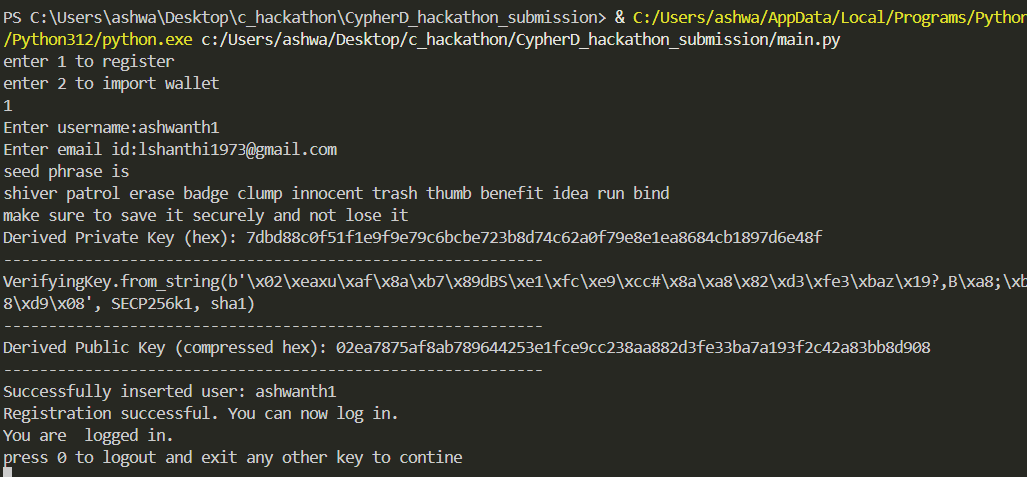 PS C:\Users\ashwa\Desktop\c_hackathon\CypherD_hackathon_submission> & C:/Users/ashwa/AppData/Local/Programs/Python
/Python312/python.exe c:/Users/ashwa/Desktop/c_hackathon/CypherD_hackathon_submission/main.py
enter 1 to register
enter 2 to import wallet
1
Enter username:ashwanth1
Enter email id:lshanthi1973@gmail.com
seed phrase is
shiver patrol erase badge clump innocent trash thumb benefit idea run bind
make sure to save it securely and not lose it
Derived Private Key (hex): 7dbd88c0f51f1e9f9e79c6bcbe723b8d74c62a0f79e8e1ea8684cb1897d6e48f
------------------------------------------------------------
VerifyingKey.from_string(b'\x02\xeaxu\xaf\x8a\xb7\x89dBS\xe1\xfc\xe9\xcc#\x8a\xa8\x82\xd3\xfe3\xbaz\x19?,B\xa8;\xb
8\xd9\x08', SECP256k1, sha1)
------------------------------------------------------------
Derived Public Key (compressed hex): 02ea7875af8ab789644253e1fce9cc238aa882d3fe33ba7a193f2c42a83bb8d908
------------------------------------------------------------
Successfully inserted user: ashwanth1
Registration successful. You can now log in.
You are  logged in.
press 0 to logout and exit any other key to contine